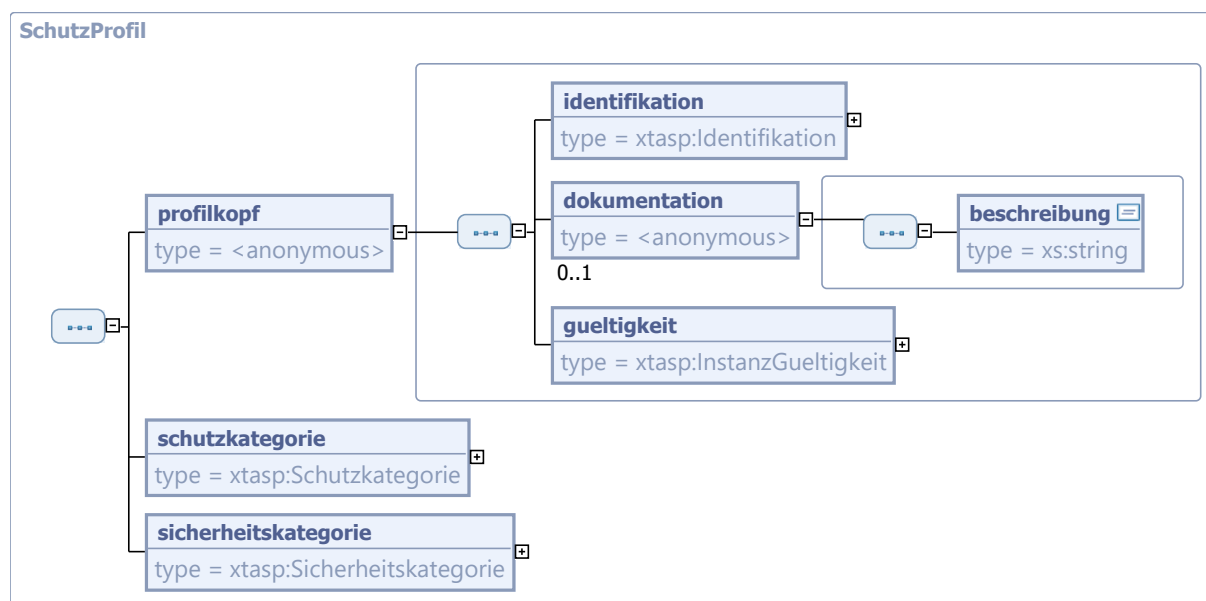 SchutzProfil
identifikation
type = xtasp:Identifikation
dokumentation
type = <anonymous>
0..1
beschreibung
type = xs:string
profilkopf
type = <anonymous>
gueltigkeit
type = xtasp:InstanzGueltigkeit
schutzkategorie
type = xtasp:Schutzkategorie
sicherheitskategorie
type = xtasp:Sicherheitskategorie